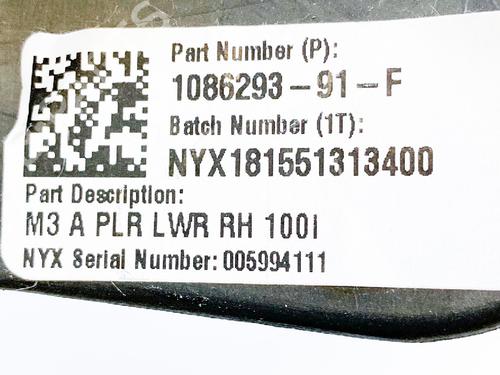 Part Number (P):
1086293-91-F
Batch Number (1T):
NYX181551313400
Part Description:
M3 A PLR LWR RH 100I
NYX Serial Number: 005994111